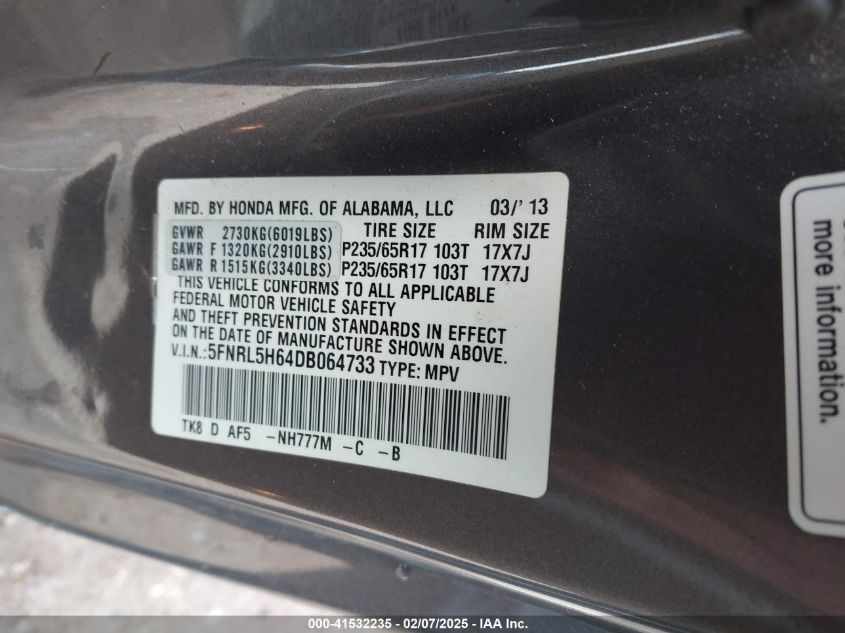 MFD. BY HONDA MFG. OF ALABAMA, LLC 03/' 13
TIRE SIZE RIM SIZE
GVWR 2730KG(6019LBS)
GAWR F 1320KG(2910LBS) P235/65R17 103T 17X7J
GAWR R 1515KG(3340LBS) P235/65R17 103T 17X7J
THIS VEHICLE CONFORMS TO ALL APPLICABLE
FEDERAL MOTOR VEHICLE SAFETY
AND THEFT PREVENTION STANDARDS IN EFFECT
ON THE DATE OF MANUFACTURE SHOWN ABOVE.
V.I.N.:5FNRL5H64DB064733 TYPE: MPV
TK8 D AF5 -NH777M -C -B
more information.
000-41532235 - 02/07/2025 - IAA Inc.